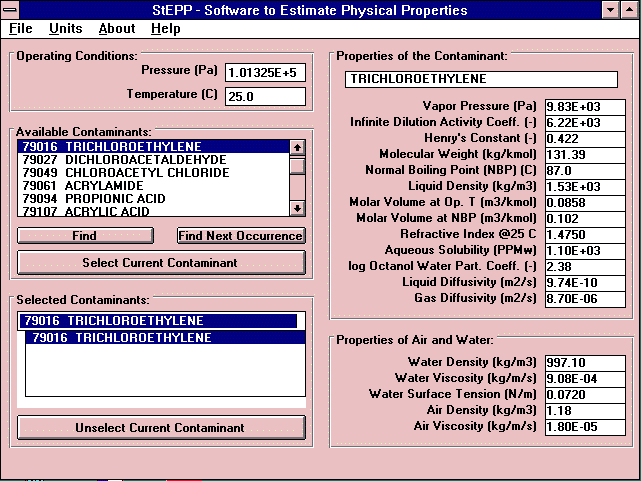 StEPP - Software to Estimate Physical Properties
File Units About Help
Operating Conditions:
Pressure (Pa) 1.01325E+5
Temperature (C) 25.0
Available Contaminants:
79016 TRICHLOROETHYLENE
79027 DICHLOROACETALDEHYDE
79049 CHLOROACETYL CHLORIDE
79061 ACRYLAMIDE
79094 PROPIONIC ACID
79107 ACRYLIC ACID
Find Find Next Occurrence
Select Current Contaminant
Selected Contaminants:
79016 TRICHLOROETHYLENE
79016 TRICHLOROETHYLENE
Unselect Current Contaminant
Properties of the Contaminant:
TRICHLOROETHYLENE
Vapor Pressure (Pa) 9.83E+03
Infinite Dilution Activity Coeff. (-) 6.22E+03
Henry's Constant (-) 0.422
Molecular Weight (kg/kmol) 131.39
Normal Boiling Point (NBP) (C) 87.0
Liquid Density (kg/m3) 1.53E+03
Molar Volume at Op. T (m3/kmol) 0.0858
Molar Volume at NBP (m3/kmol) 0.102
Refractive Index @25 C 1.4750
Aqueous Solubility (PPMw) 1.10E+03
log Octanol Water Part. Coeff. (-) 2.38
Liquid Diffusivity (m2/s) 9.74E-10
Gas Diffusivity (m2/s) 8.70E-06
Properties of Air and Water:
Water Density (kg/m3) 997.10
Water Viscosity (kg/m/s) 9.08E-04
Water Surface Tension (N/m) 0.0720
Air Density (kg/m3) 1.18
Air Viscosity (kg/m/s) 1.80E-05